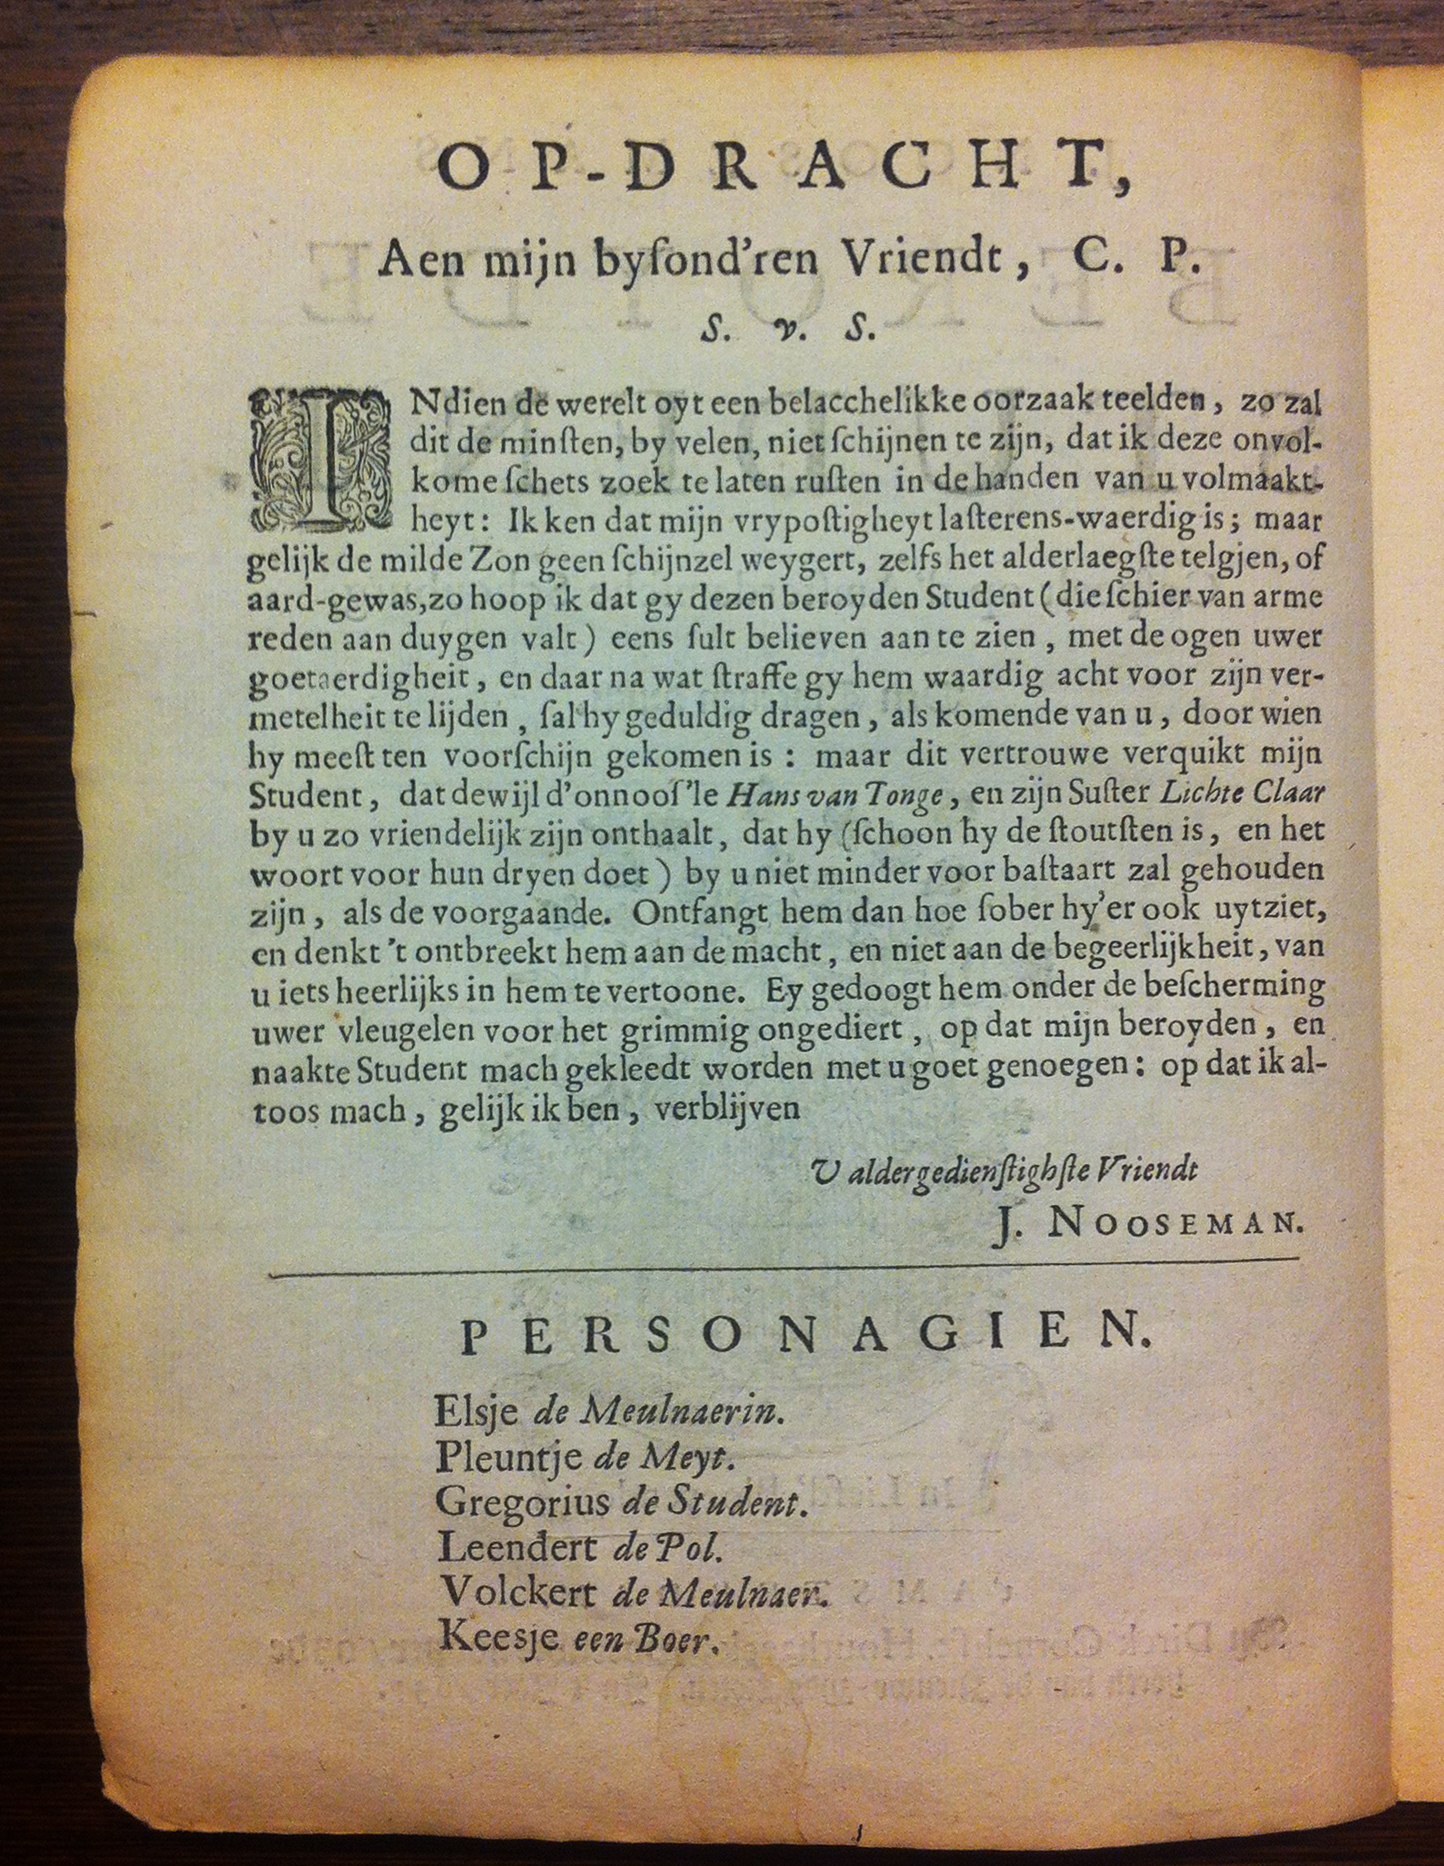 OP-DRACHT,
Aen mijn byſond'ren Vriendt, C. P.
S. v. S.
INdien de werelt oyt een belacchelikke oorzaak teelden, zo zal
dit de minſten, by velen, niet ſchijnen te zijn, dat ik deze onvol-
kome ſchets zoek te laten ruſten in de handen van u volmaakt-
heyt: Ik ken dat mijn vrypoſtigheyt laſterens-waerdig is; maar
gelijk de milde Zon geen ſchijnzel weygert, zelfs het alderlaegſte telgjen, of
aard-gewas, zo hoop ik dat gy dezen beroyden Student (die ſchier van arme
reden aan duygen valt) eens ſult believen aan te zien, met de ogen uwer
goetaerdigheit, en daar na wat ſtraffe gy hem waardig acht voor zijn ver-
metelheit te lijden, ſal hy geduldig dragen, als komende van u, door wien
hy meeſt ten voorſchijn gekomen is: maar dit vertrouwe verquikt mijn
Student, dat dewijl d'onnooſ'le Hans van Tonge, en zijn Suſter Lichte Claar
by u zo vriendelijk zijn onthaalt, dat hy (ſchoon hy de ſtoutſten is, en het
woort voor hun dryen doet) by u niet minder voor baſtaart zal gehouden
zijn, als de voorgaande. Ontfangt hem dan hoe ſober hy'er ook uytziet,
en denkt 't ontbreekt hem aan de macht, en niet aan de begeerlijkheit, van
u iets heerlijks in hem te vertoone. Ey gedoogt hem onder de beſcherming
uwer vleugelen voor het grimmig ongediert, op dat mijn beroyden, en
naakte Student mach gekleedt worden met u goet genoegen: op dat ik al-
toos mach, gelijk ik ben, verblijven
U aldergedienſtighſte Vriendt
J. NOOSEMAN.
PERSONAGIEN.
Elsje de Meulnaerin.
Pleuntje de Meyt.
Gregorius de Student.
Leendert de Pol.
Volckert de Meulnaer.
Keesje een Boer.